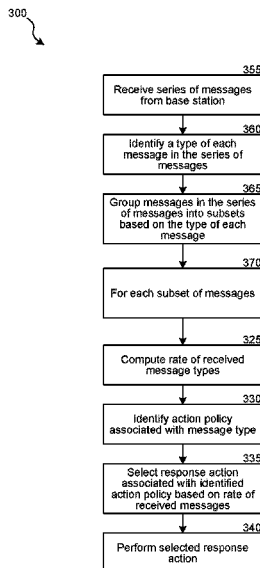 300
355
Receive series of messages
from base station
360
Identify a type of each
message in the series of
messages
365
Group messages in the series
of messages into subsets
based on the type of each
message
370
For each subset of messages
325
Compute rate of received
message types
330
Identify action policy
associated with message type
335
Select response action
associated with identified
action policy based on rate of
received messages
340
Perform selected response
action